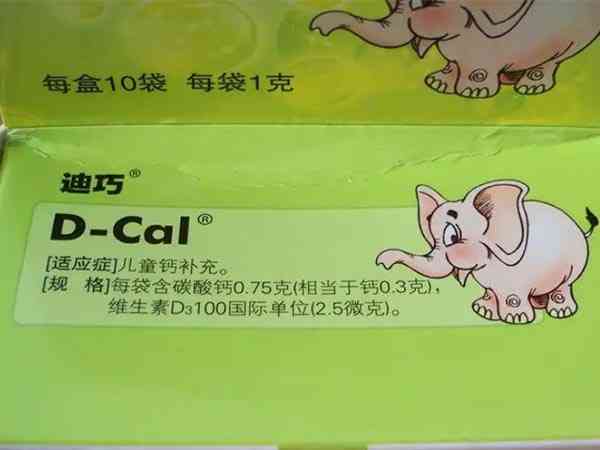 每盒10袋 每袋1克
迪巧®
D-Cal®
[适应症]儿童钙补充。
[规 格]每袋含碳酸钙0.75克(相当于钙0.3克),
维生素D₃100国际单位(2.5微克)。